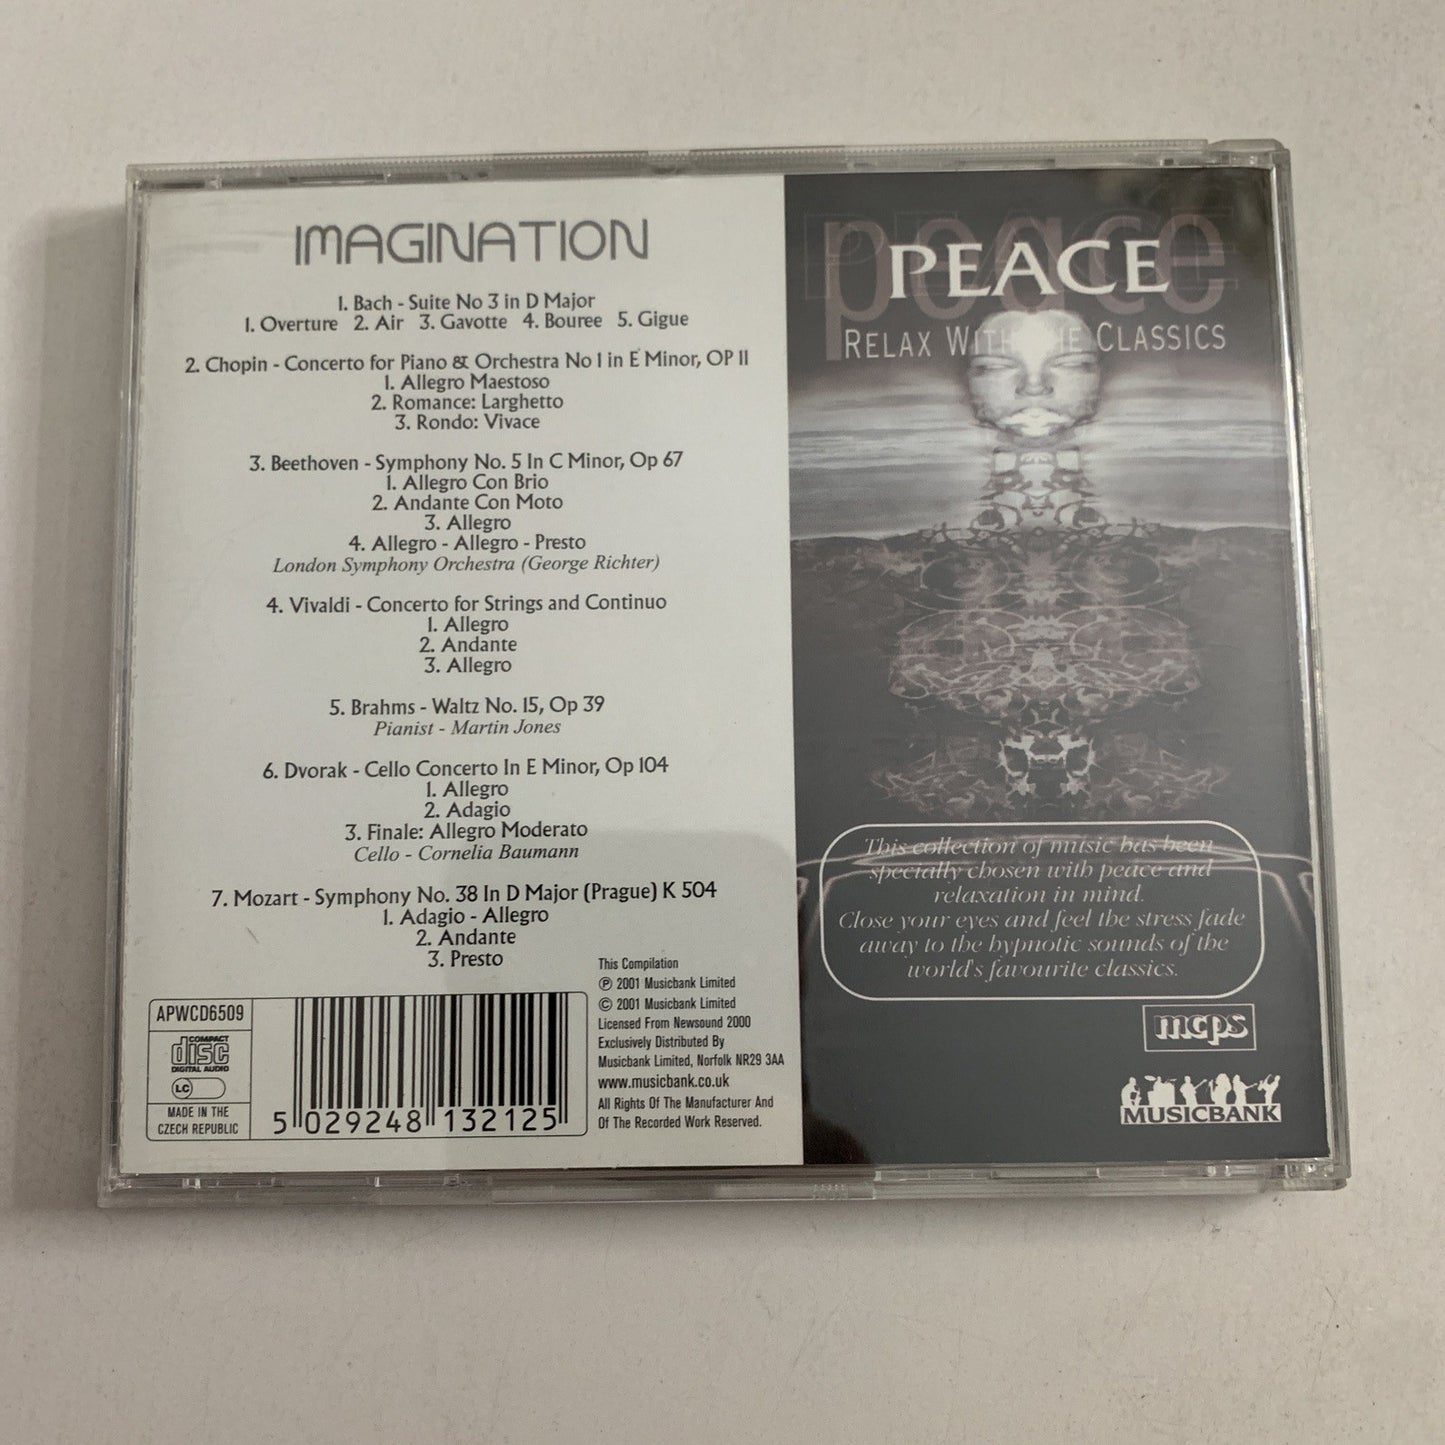 IMAGINATION
1. Bach - Suite No 3 in D Major
1. Overture 2. Air 3. Gavotte 4. Bouree 5. Gigue
2. Chopin - Concerto for Piano & Orchestra No 1 in E Minor, OP 11
1. Allegro Maestoso
2. Romance: Larghetto
3. Rondo: Vivace
3. Beethoven - Symphony No. 5 In C Minor, Op 67
1. Allegro Con Brio
2. Andante Con Moto
3. Allegro
4. Allegro - Allegro - Presto
London Symphony Orchestra (George Richter)
4. Vivaldi - Concerto for Strings and Continuo
1. Allegro
2. Andante
3. Allegro
5. Brahms - Waltz No. 15, Op 39
Pianist - Martin Jones
6. Dvorak - Cello Concerto In E Minor, Op 104
1. Allegro
2. Adagio
3. Finale: Allegro Moderato
Cello - Cornelia Baumann
7. Mozart - Symphony No. 38 In D Major (Prague) K 504
1. Adagio - Allegro
2. Andante
3. Presto
APWCD6509
COMPACT
disc
DIGITAL AUDIO
LC
MADE IN THE
CZECH REPUBLIC
5 029248 132125
This Compilation
℗ 2001 Musicbank Limited
© 2001 Musicbank Limited
Licensed From Newsound 2000
Exclusively Distributed By
Musicbank Limited, Norfolk NR29 3AA
www.musicbank.co.uk
All Rights Of The Manufacturer And
Of The Recorded Work Reserved.
peace
PEACE
RELAX WITH THE CLASSICS
This collection of music has been
specially chosen with peace and
relaxation in mind.
Close your eyes and feel the stress fade
away to the hypnotic sounds of the
world's favourite classics.
mcps
MUSICBANK